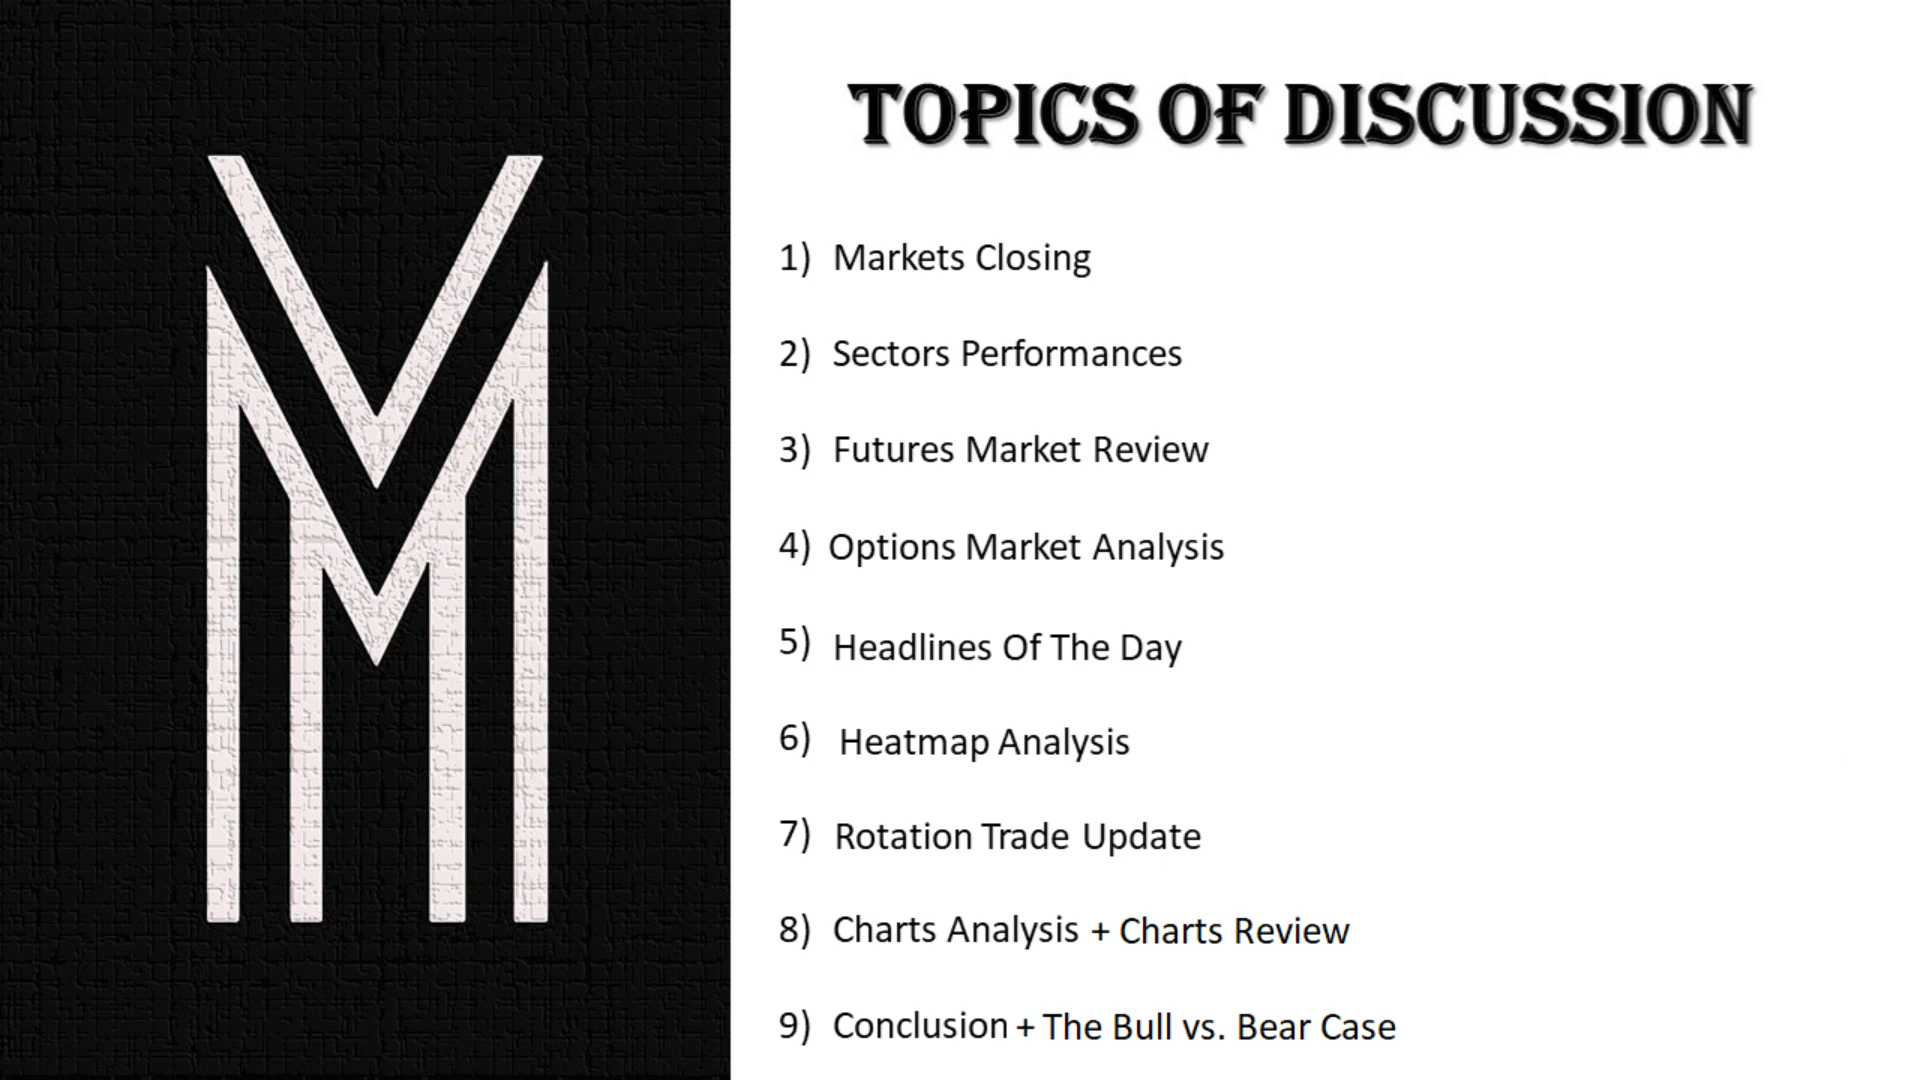 TOPICS OF DISCUSSION
1) Markets Closing
2) Sectors Performances
3) Futures Market Review
4) Options Market Analysis
5) Headlines Of The Day
6) Heatmap Analysis
7) Rotation Trade Update
8) Charts Analysis + Charts Review
9) Conclusion + The Bull vs. Bear Case